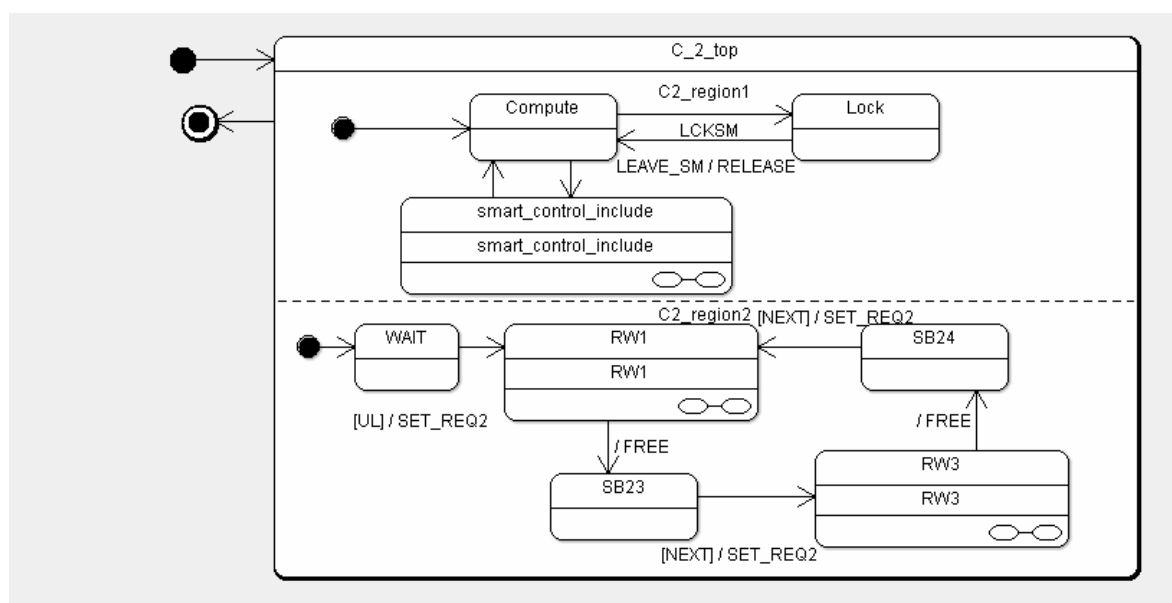 C_2_top
C2_region1
Compute
Lock
LCKSM
LEAVE_SM / RELEASE
smart_control_include
smart_control_include
C2_region2
[NEXT] / SET_REQ2
WAIT
RW1
SB24
RW1
[UL] / SET_REQ2
/ FREE
/ FREE
RW3
SB23
RW3
[NEXT] / SET_REQ2